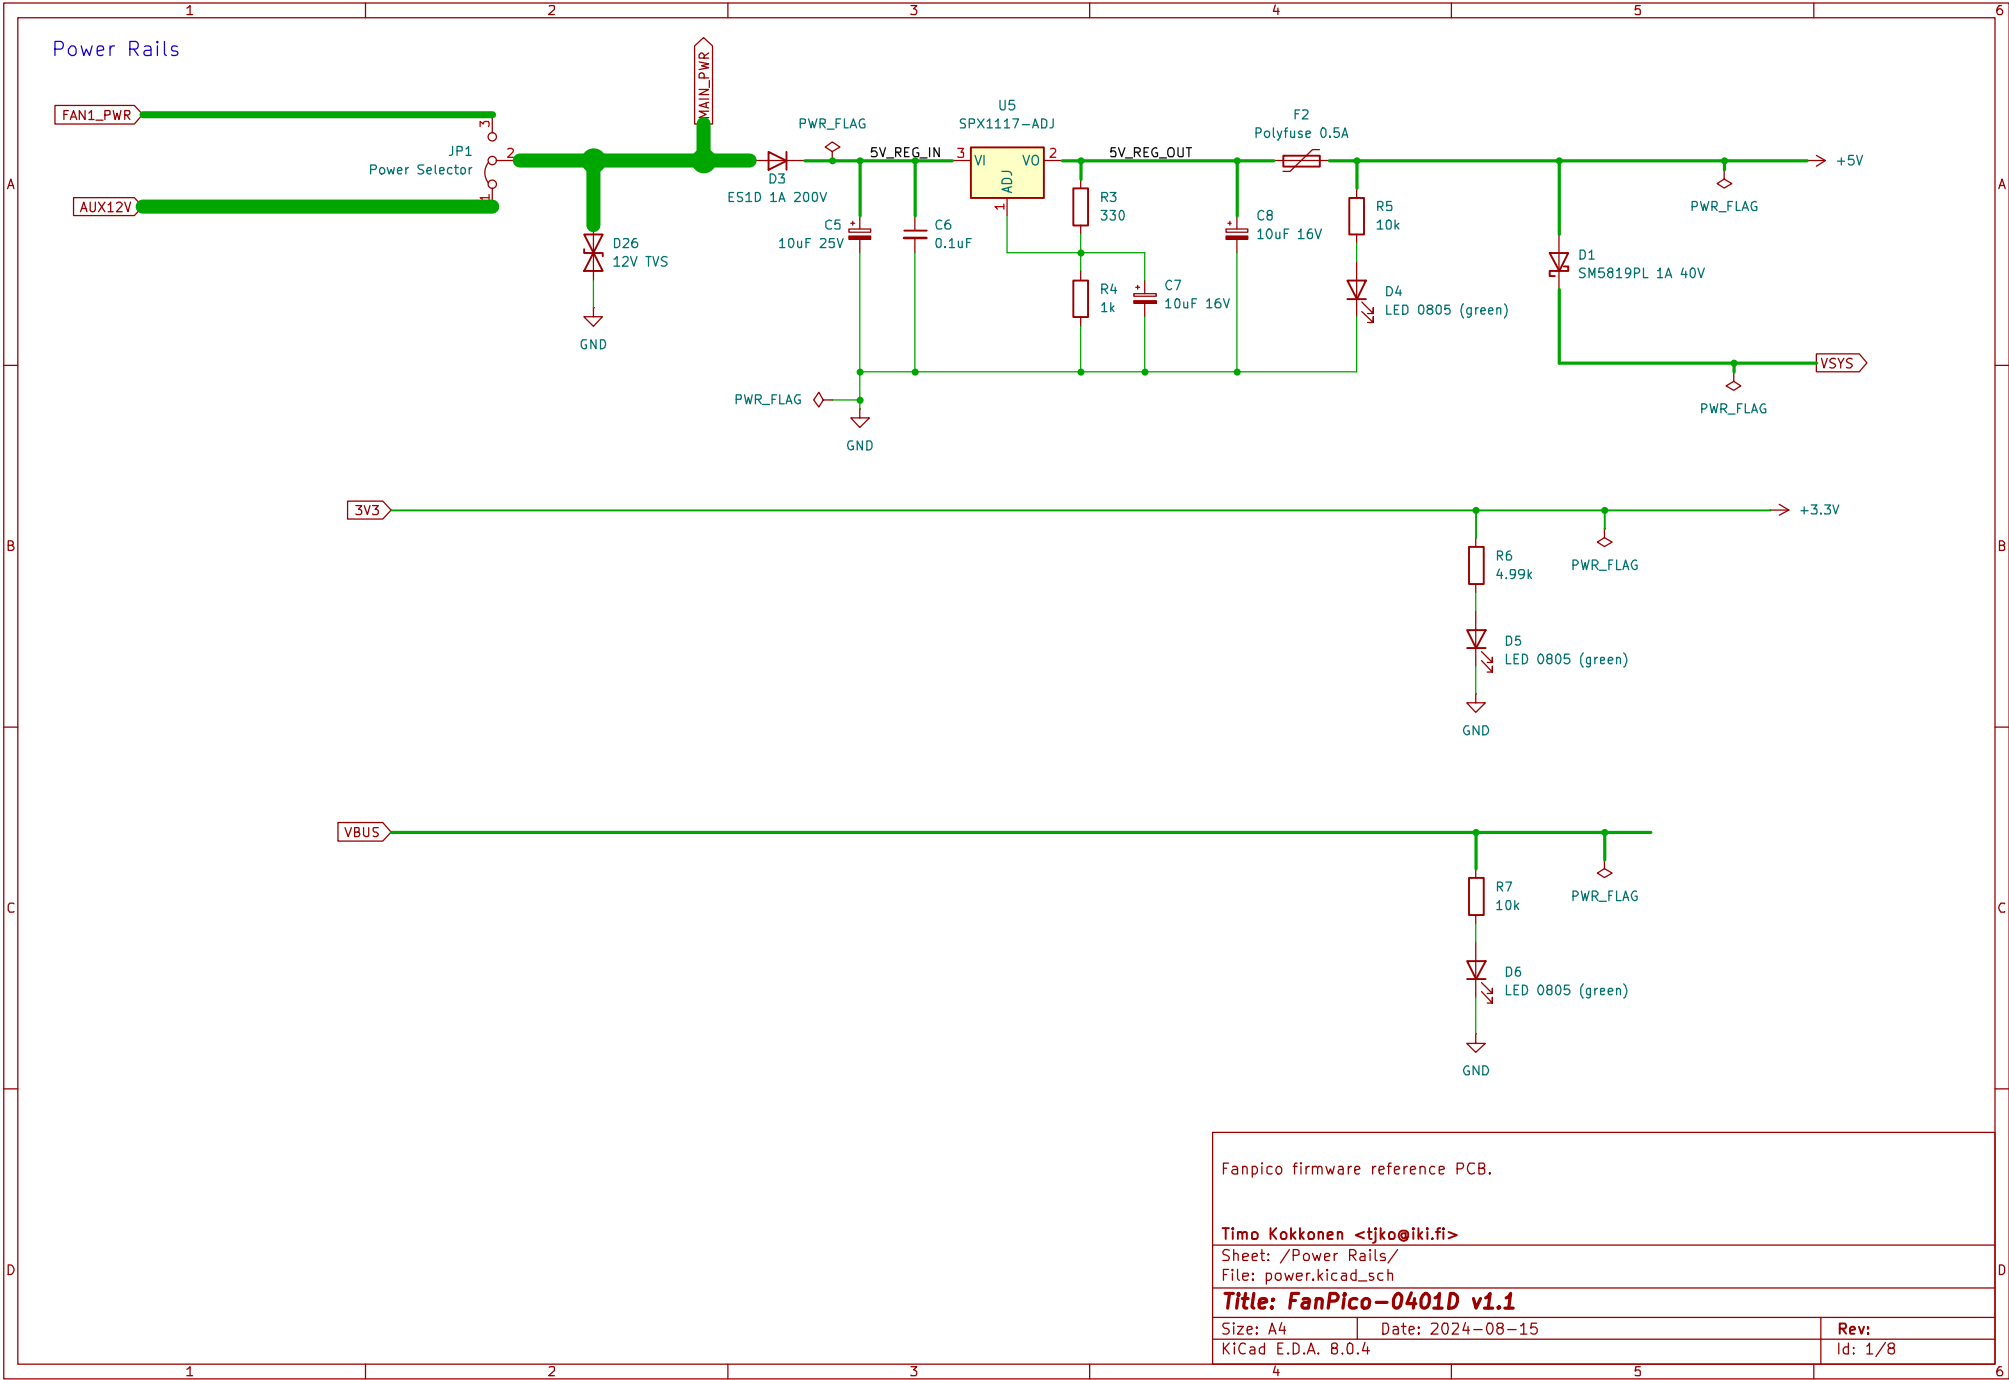 1 2 3 4 5 6
Power Rails
MAIN_PWR
FAN1_PWR
3
JP1
Power Selector
2
1
AUX12V
D26
12V TVS
GND
D3
ES1D 1A 200V
PWR_FLAG
5V_REG_IN
C5
10uF 25V
C6
0.1uF
U5
SPX1117-ADJ
3 VI VO 2
ADJ
1
5V_REG_OUT
R3
330
R4
1k
C7
10uF 16V
C8
10uF 16V
F2
Polyfuse 0.5A
R5
10k
D4
LED 0805 (green)
+5V
PWR_FLAG
D1
SM5819PL 1A 40V
VSYS
PWR_FLAG
PWR_FLAG
GND
A A
3V3
+3.3V
R6
4.99k
PWR_FLAG
D5
LED 0805 (green)
GND
B B
VBUS
R7
10k
PWR_FLAG
D6
LED 0805 (green)
GND
C C
Fanpico firmware reference PCB.
Timo Kokkonen <tjko@iki.fi>
Sheet: /Power Rails/
File: power.kicad_sch
Title: FanPico-0401D v1.1
Size: A4 Date: 2024-08-15 Rev:
KiCad E.D.A. 8.0.4 Id: 1/8
D D
1 2 3 4 5 6